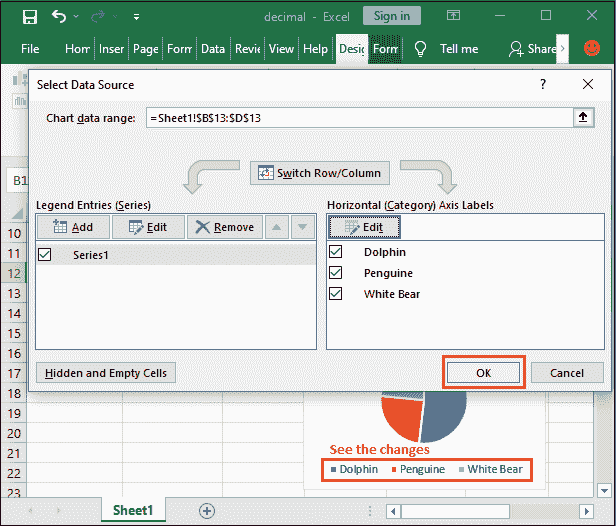 decimal - Excel Sign in
File Hom Inser Page Form Data Revie View Help Desig Form Tell me Share
Select Data Source ?
Chart data range: =Sheet1!$B$13:$D$13
B1
Switch Row/Column
Legend Entries (Series) Horizontal (Category) Axis Labels
Add Edit Remove Edit
Series1 Dolphin
Penguine
White Bear
Hidden and Empty Cells OK Cancel
10
11
12
13
14
15
16
17
18
19
20
21
22
23
See the changes
Dolphin Penguine White Bear
Sheet1